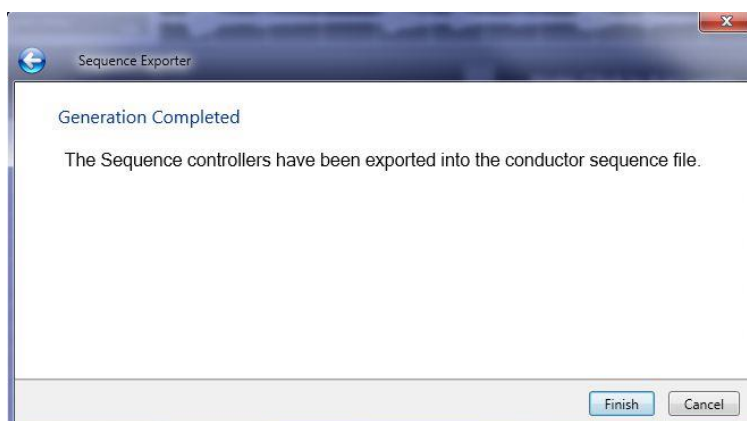 Sequence Exporter
Generation Completed
The Sequence controllers have been exported into the conductor sequence file.
Finish Cancel